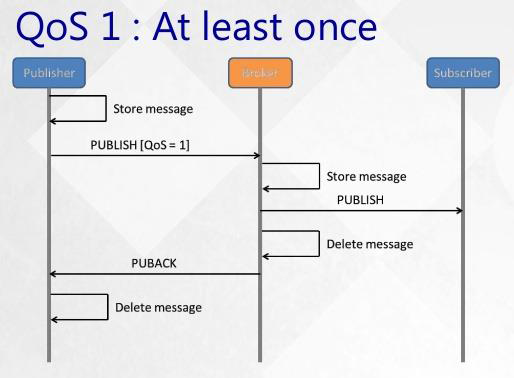 QoS 1 : At least once
Publisher
Broker
Subscriber
Store message
PUBLISH [QoS = 1]
Store message
PUBLISH
Delete message
PUBACK
Delete message